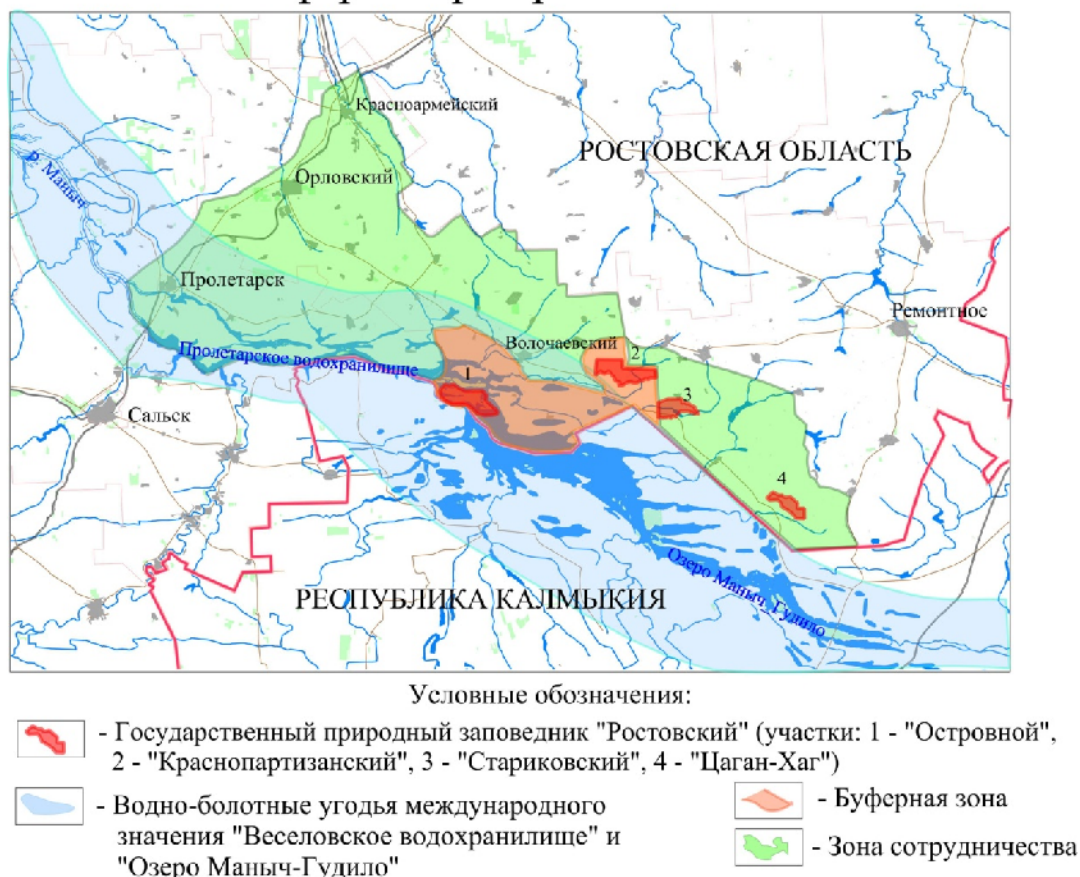 Красноармейский
РОСТОВСКАЯ ОБЛАСТЬ
р. Маныч
Орловский
Пролетарск
Ремонтное
Волочаевский
Пролетарское водохранилище
2
1
3
Сальск
4
Озеро Маныч_Гудило
РЕСПУБЛИКА КАЛМЫКИЯ
Условные обозначения:
- Государственный природный заповедник "Ростовский" (участки: 1 - "Островной",
2 - "Краснопартизанский", 3 - "Стариковский", 4 - "Цаган-Хаг")
- Водно-болотные угодья международного
значения "Веселовское водохранилище" и
"Озеро Маныч-Гудило"
- Буферная зона
- Зона сотрудничества